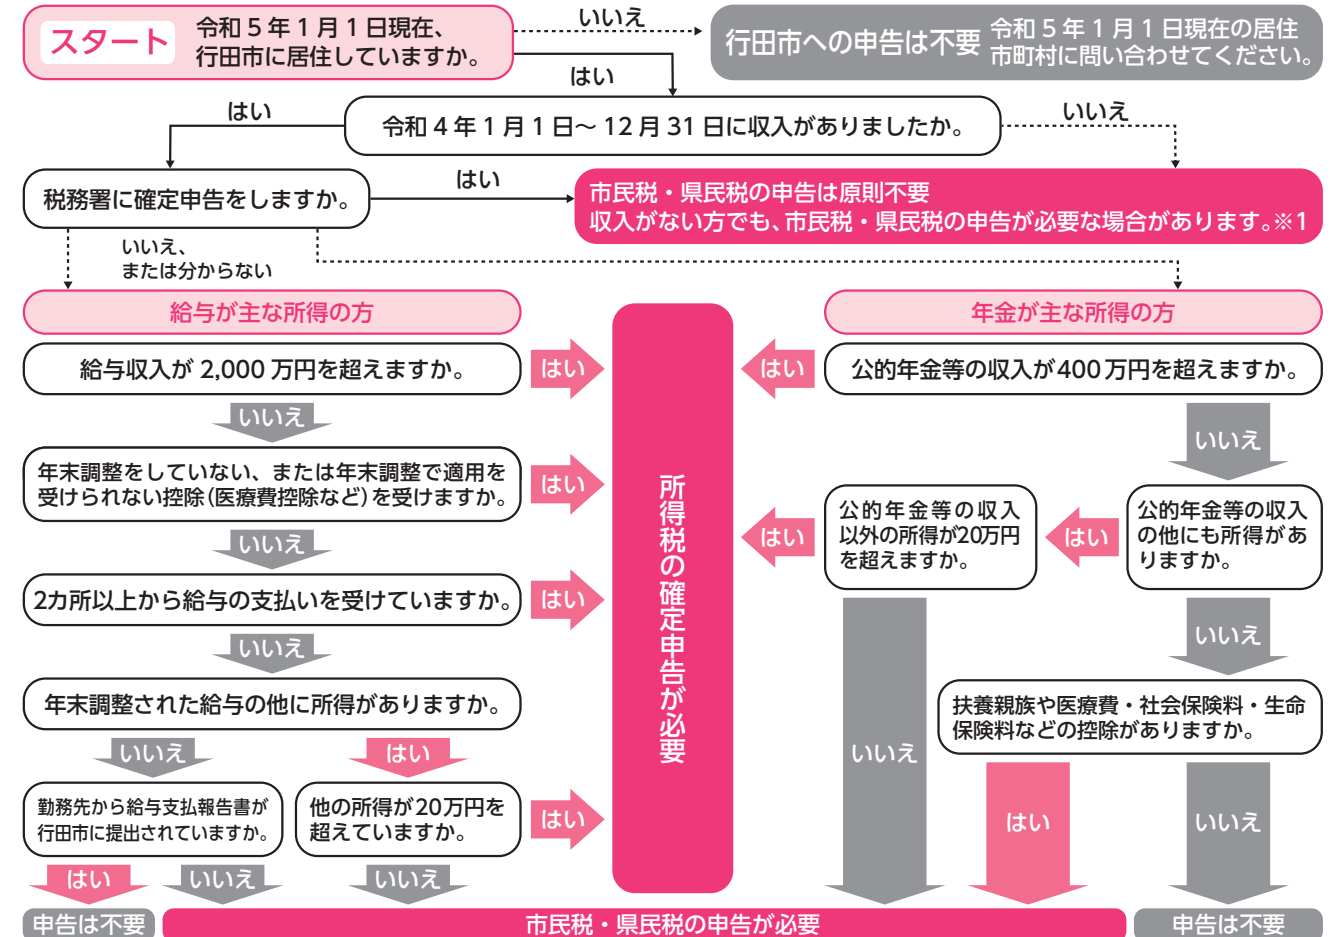 スタート
令和5年1月1日現在、
行田市に居住していますか。
いいえ
行田市への申告は不要
令和5年1月1日現在の居住
市町村に問い合わせてください。
はい
はい
令和4年1月1日～12月31日に収入がありましたか。
いいえ
税務署に確定申告をしますか。
はい
市民税・県民税の申告は原則不要
収入がない方でも、市民税・県民税の申告が必要な場合があります。※1
いいえ、
または分からない
給与が主な所得の方
年金が主な所得の方
給与収入が 2,000 万円を超えますか。
はい
はい
公的年金等の収入が400万円を超えますか。
いいえ
いいえ
年末調整をしていない、または年末調整で適用を
受けられない控除（医療費控除など）を受けますか。
はい
所得税の確定申告が必要
はい
公的年金等の収入
以外の所得が20万円
を超えますか。
はい
公的年金等の収入
の他にも所得があ
りますか。
いいえ
2カ所以上から給与の支払いを受けていますか。
はい
いいえ
いいえ
年末調整された給与の他に所得がありますか。
扶養親族や医療費・社会保険料・生命
保険料などの控除がありますか。
いいえ
はい
いいえ
勤務先から給与支払報告書が
行田市に提出されていますか。
他の所得が20万円を
超えていますか。
はい
はい
いいえ
はい
いいえ
いいえ
申告は不要
市民税・県民税の申告が必要
申告は不要